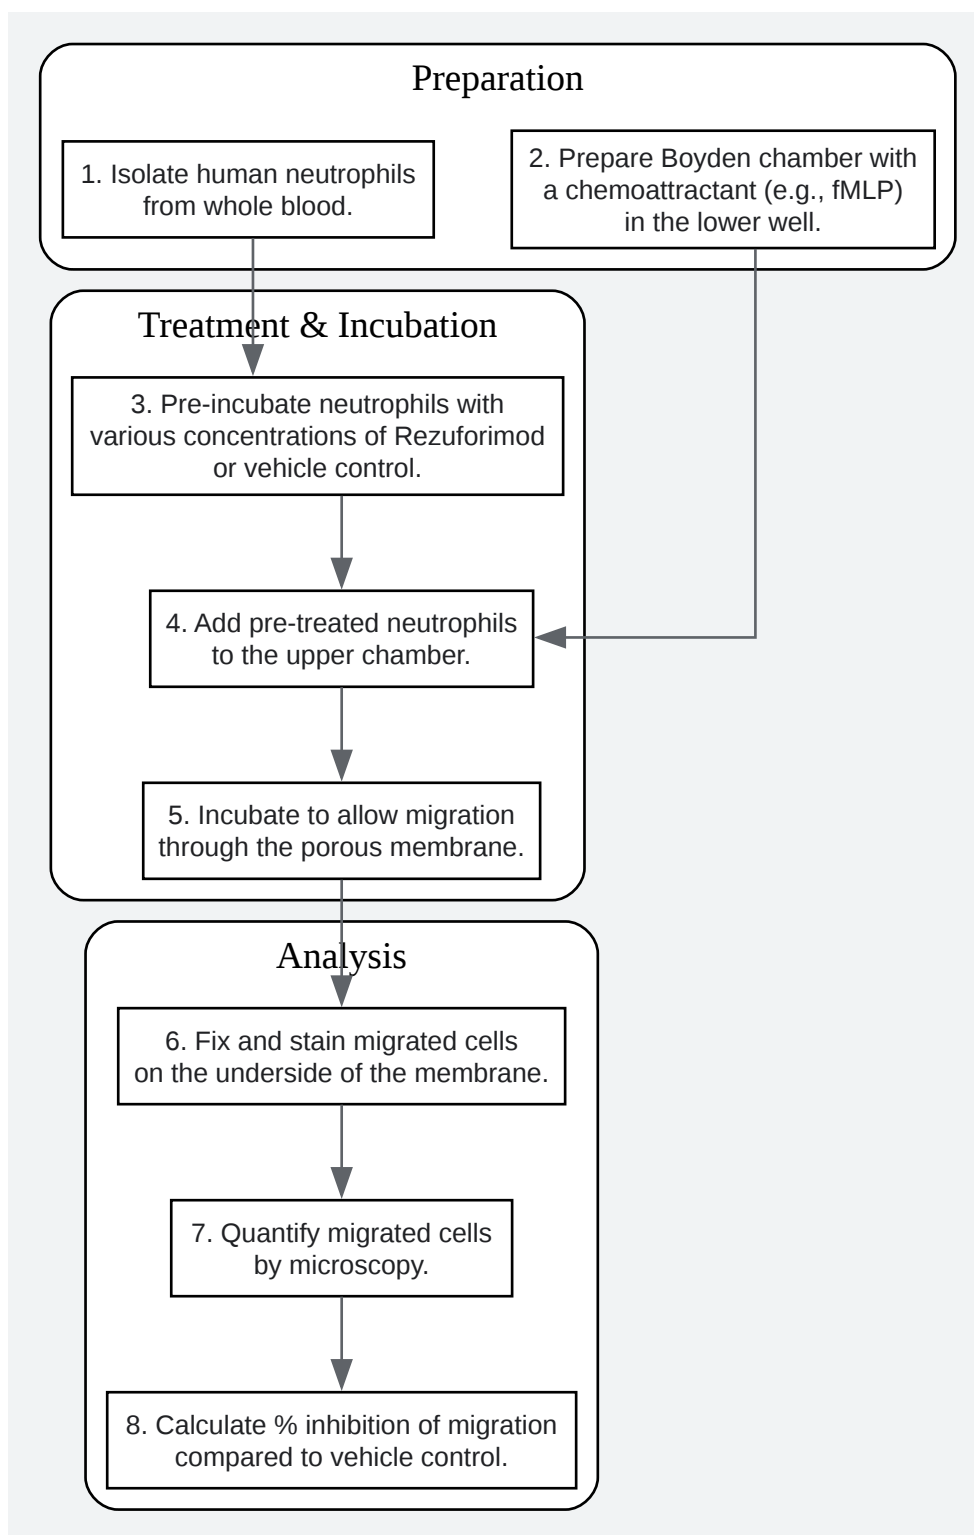 Preparation
1. Isolate human neutrophils
from whole blood.
2. Prepare Boyden chamber with
a chemoattractant (e.g., fMLP)
in the lower well.
Treatment & Incubation
3. Pre-incubate neutrophils with
various concentrations of Rezuforimod
or vehicle control.
4. Add pre-treated neutrophils
to the upper chamber.
5. Incubate to allow migration
through the porous membrane.
Analysis
6. Fix and stain migrated cells
on the underside of the membrane.
7. Quantify migrated cells
by microscopy.
8. Calculate % inhibition of migration
compared to vehicle control.